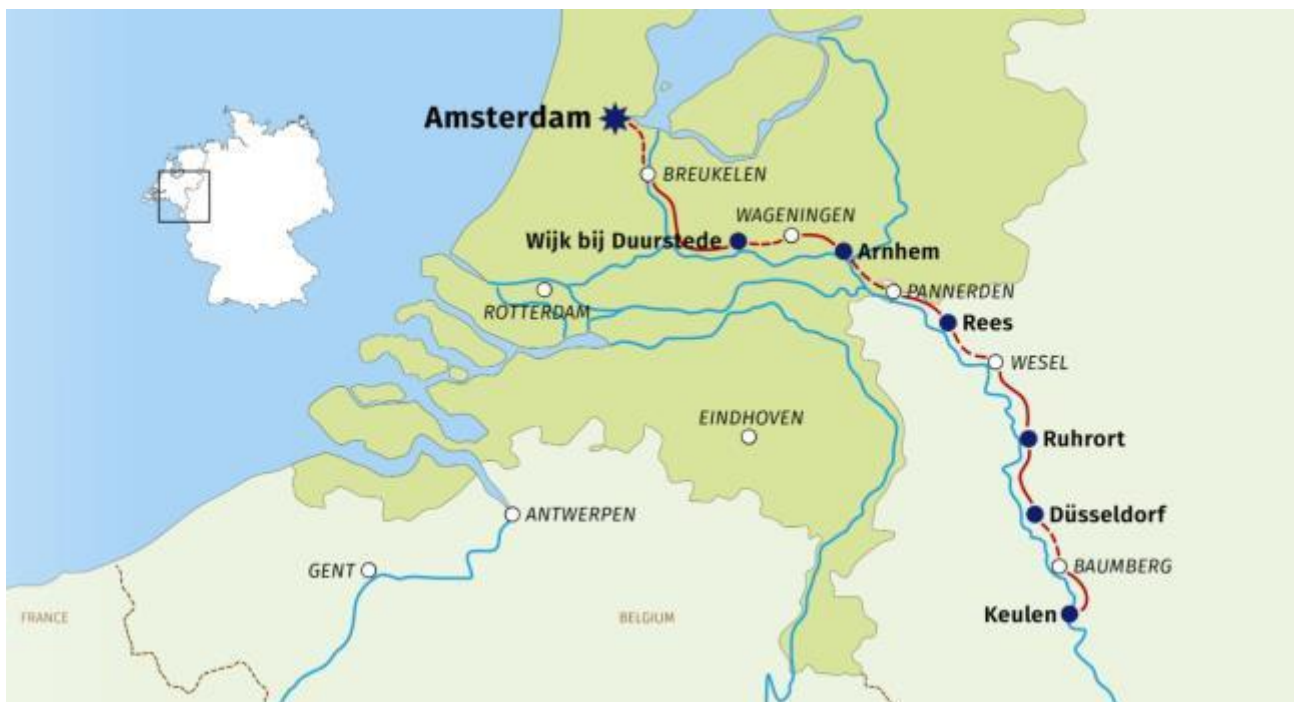 Amsterdam
BREUKELEN
WAGENINGEN
Wijk bij Duurstede
Arnhem
ROTTERDAM
PANNERDEN
Rees
WESEL
EINDHOVEN
Ruhrort
ANTWERPEN
Düsseldorf
GENT
BAUMBERG
FRANCE
BELGIUM
Keulen